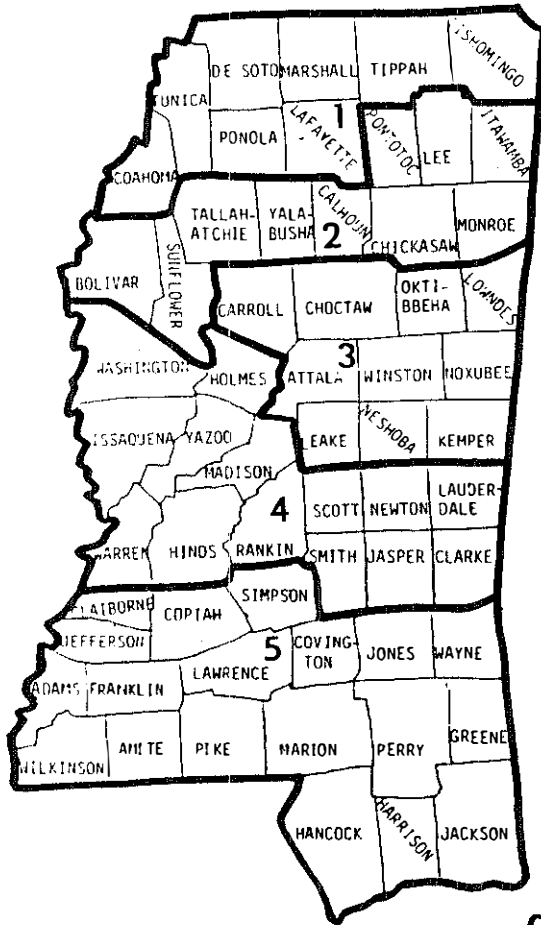 DE SOTO MARSHALL TIPPAH TISHOMINGO
TUNICA
PONOLA LAFAYETTE 1 PONTOTOC LEE ITAWAMBA
COAHOMA
TALLAH-
ATCHIE
YALA-
BUSHA
CALHOUN
2
CHICKASAW
MONROE
BOLIVAR
SUNFLOWER
CARROLL
CHOCTAW
OKTI-
BBEHA
LOWNDES
3
WASHINGTON
HOLMES
ATTALA
WINSTON
NOXUBEE
ISSAQUENA
YAZOO
LEAKE
NESHOBA
KEMPER
MADISON
4
SCOTT
NEWTON
LAUDER-
DALE
WARREN
HINDS
RANKIN
SMITH
JASPER
CLARKE
SIMPSON
CLAIBORNE
COPIAH
JEFFERSON
5
COVING-
TON
JONES
WAYNE
LAWRENCE
ADAMS
FRANKLIN
WILKINSON
AMITE
PIKE
MARION
PERRY
GREENE
HANCOCK
HARRISON
JACKSON